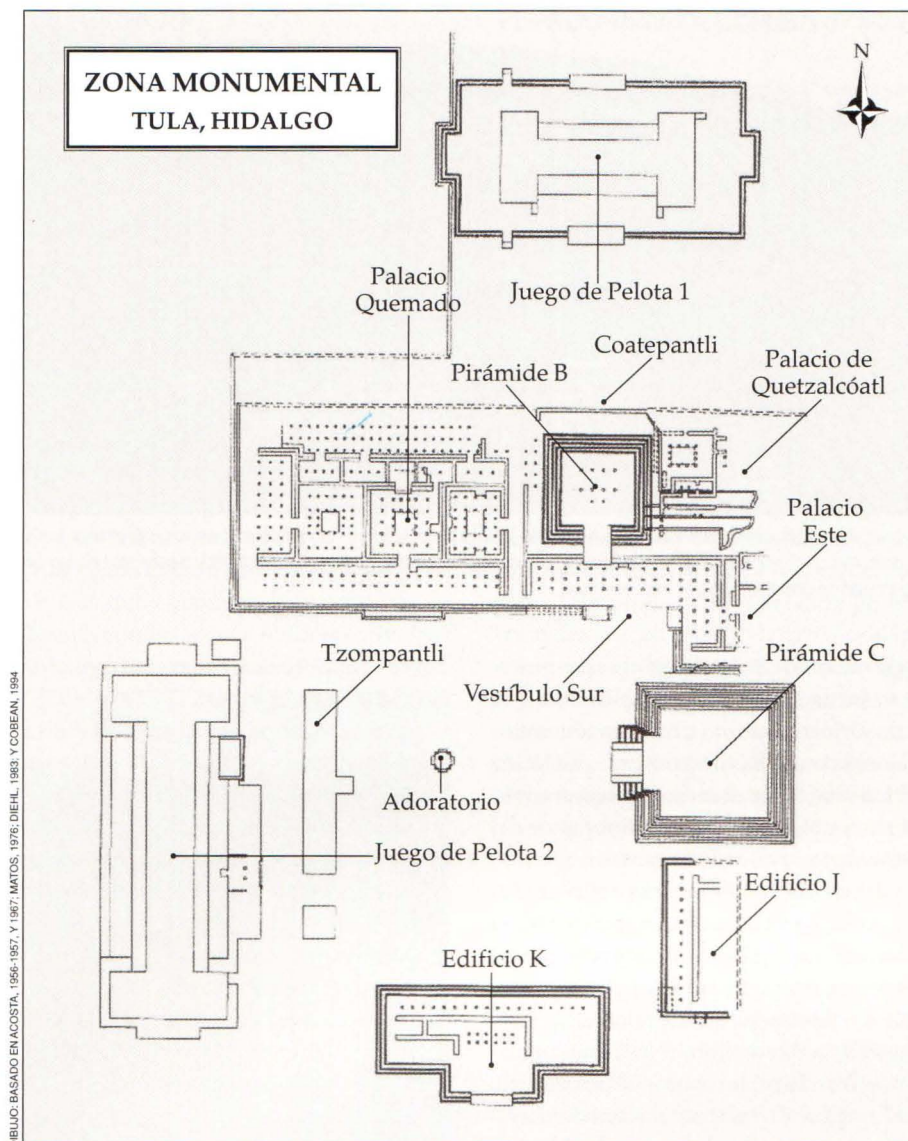 ZONA MONUMENTAL
TULA, HIDALGO
N
Juego de Pelota 1
Palacio
Quemado
Coatepantli
Pirámide B
Palacio de
Quetzalcóatl
Palacio
Este
Tzompantli
Vestíbulo Sur
Pirámide C
Adoratorio
Juego de Pelota 2
Edificio J
Edificio K
IBUJO: BASADO EN ACOSTA, 1956-1957, Y 1967; MATOS, 1976; DIEHL, 1983; Y COBEAN, 1994